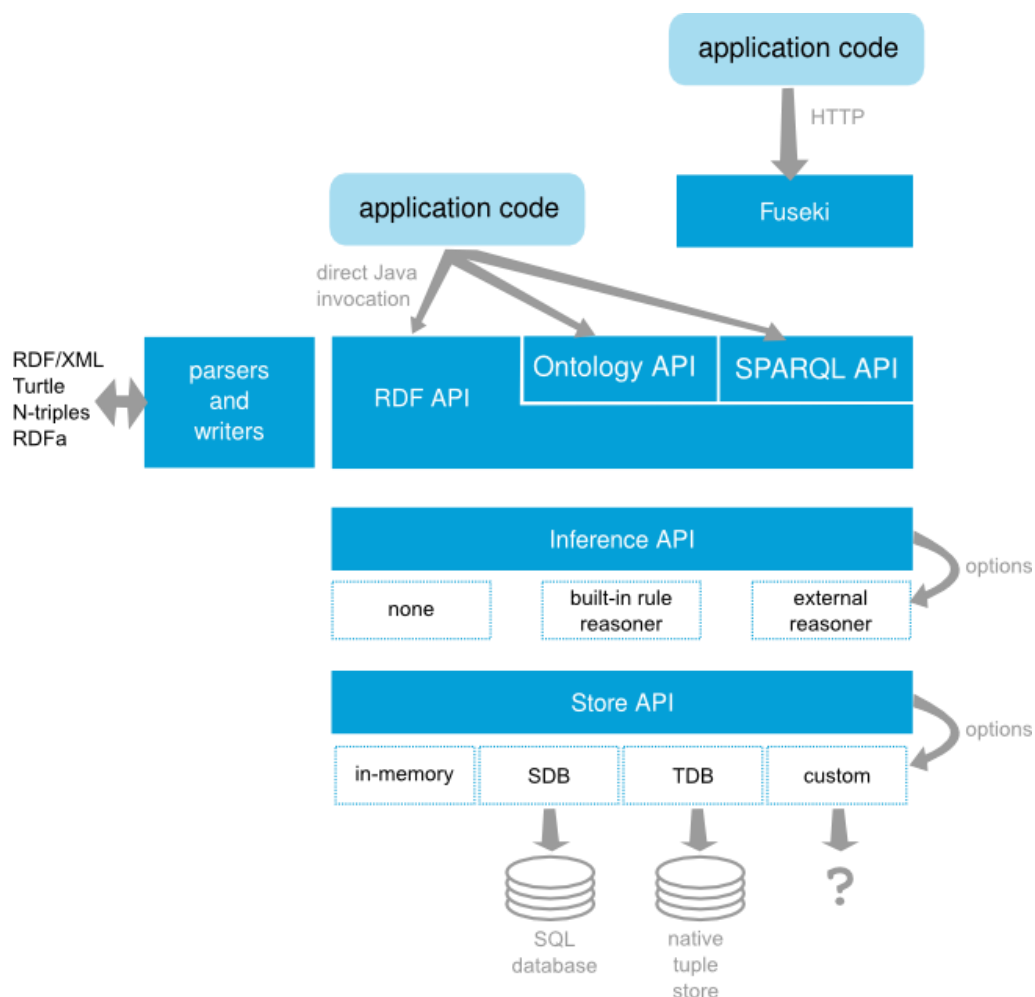 application code
HTTP
Fuseki
application code
direct Java
invocation
RDF/XML
Turtle
N-triples
RDFa
parsers
and
writers
RDF API
Ontology API
SPARQL API
Inference API
options
none
built-in rule
reasoner
external
reasoner
Store API
options
in-memory
SDB
TDB
custom
?
SQL
database
native
tuple
store